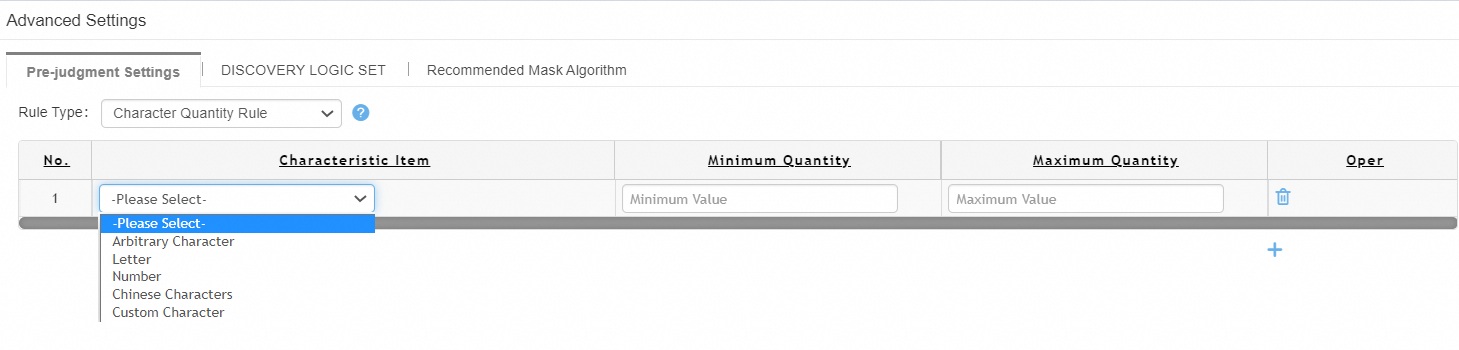 Advanced Settings
Pre-judgment Settings | DISCOVERY LOGIC SET | Recommended Mask Algorithm
Rule Type: Character Quantity Rule ?
No. Characteristic Item Minimum Quantity Maximum Quantity Oper
1 -Please Select- Minimum Value Maximum Value
-Please Select-
Arbitrary Character
Letter
Number
Chinese Characters
Custom Character